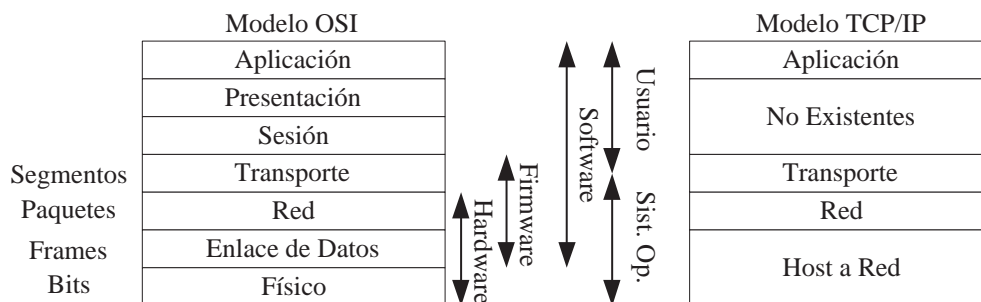 Modelo OSI
Aplicación
Presentación
Sesión
Transporte
Red
Enlace de Datos
Físico
Segmentos
Paquetes
Frames
Bits
Hardware
Firmware
Software
Usuario
Sist. Op.
Modelo TCP/IP
Aplicación
No Existentes
Transporte
Red
Host a Red